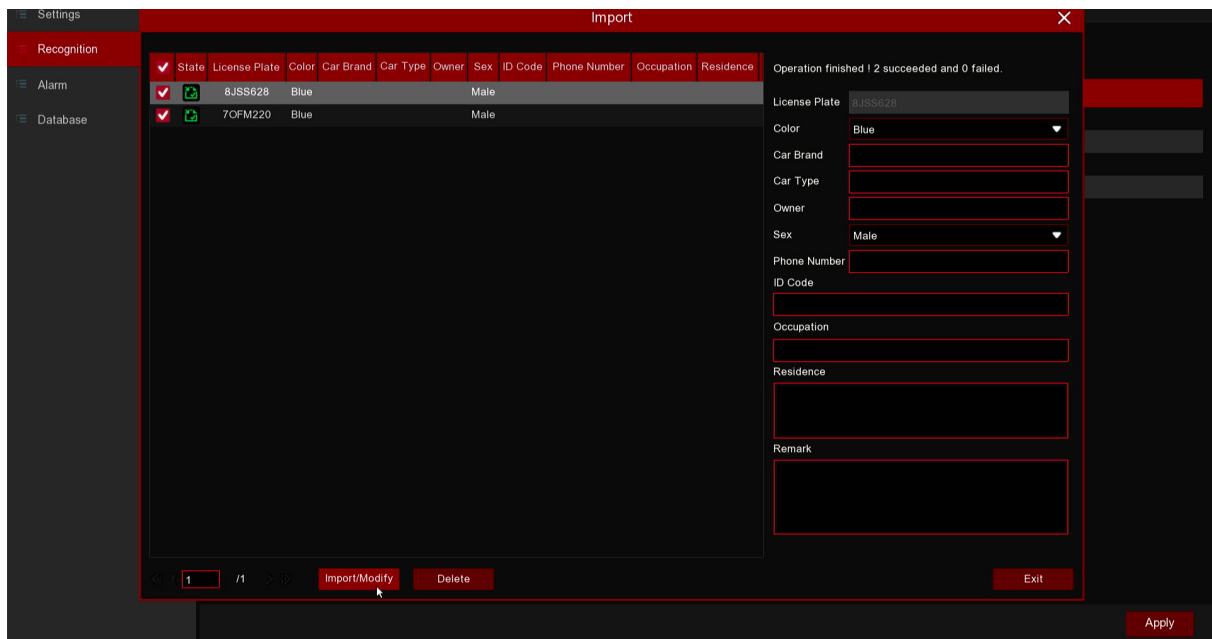 Settings
Import
Recognition
Alarm
Database
State License Plate Color Car Brand Car Type Owner Sex ID Code Phone Number Occupation Residence
8JSS628 Blue Male
7OFM220 Blue Male
Operation finished ! 2 succeeded and 0 failed.
License Plate 8JSS628
Color Blue
Car Brand
Car Type
Owner
Sex Male
Phone Number
ID Code
Occupation
Residence
Remark
1 /1 Import/Modify Delete Exit
Apply